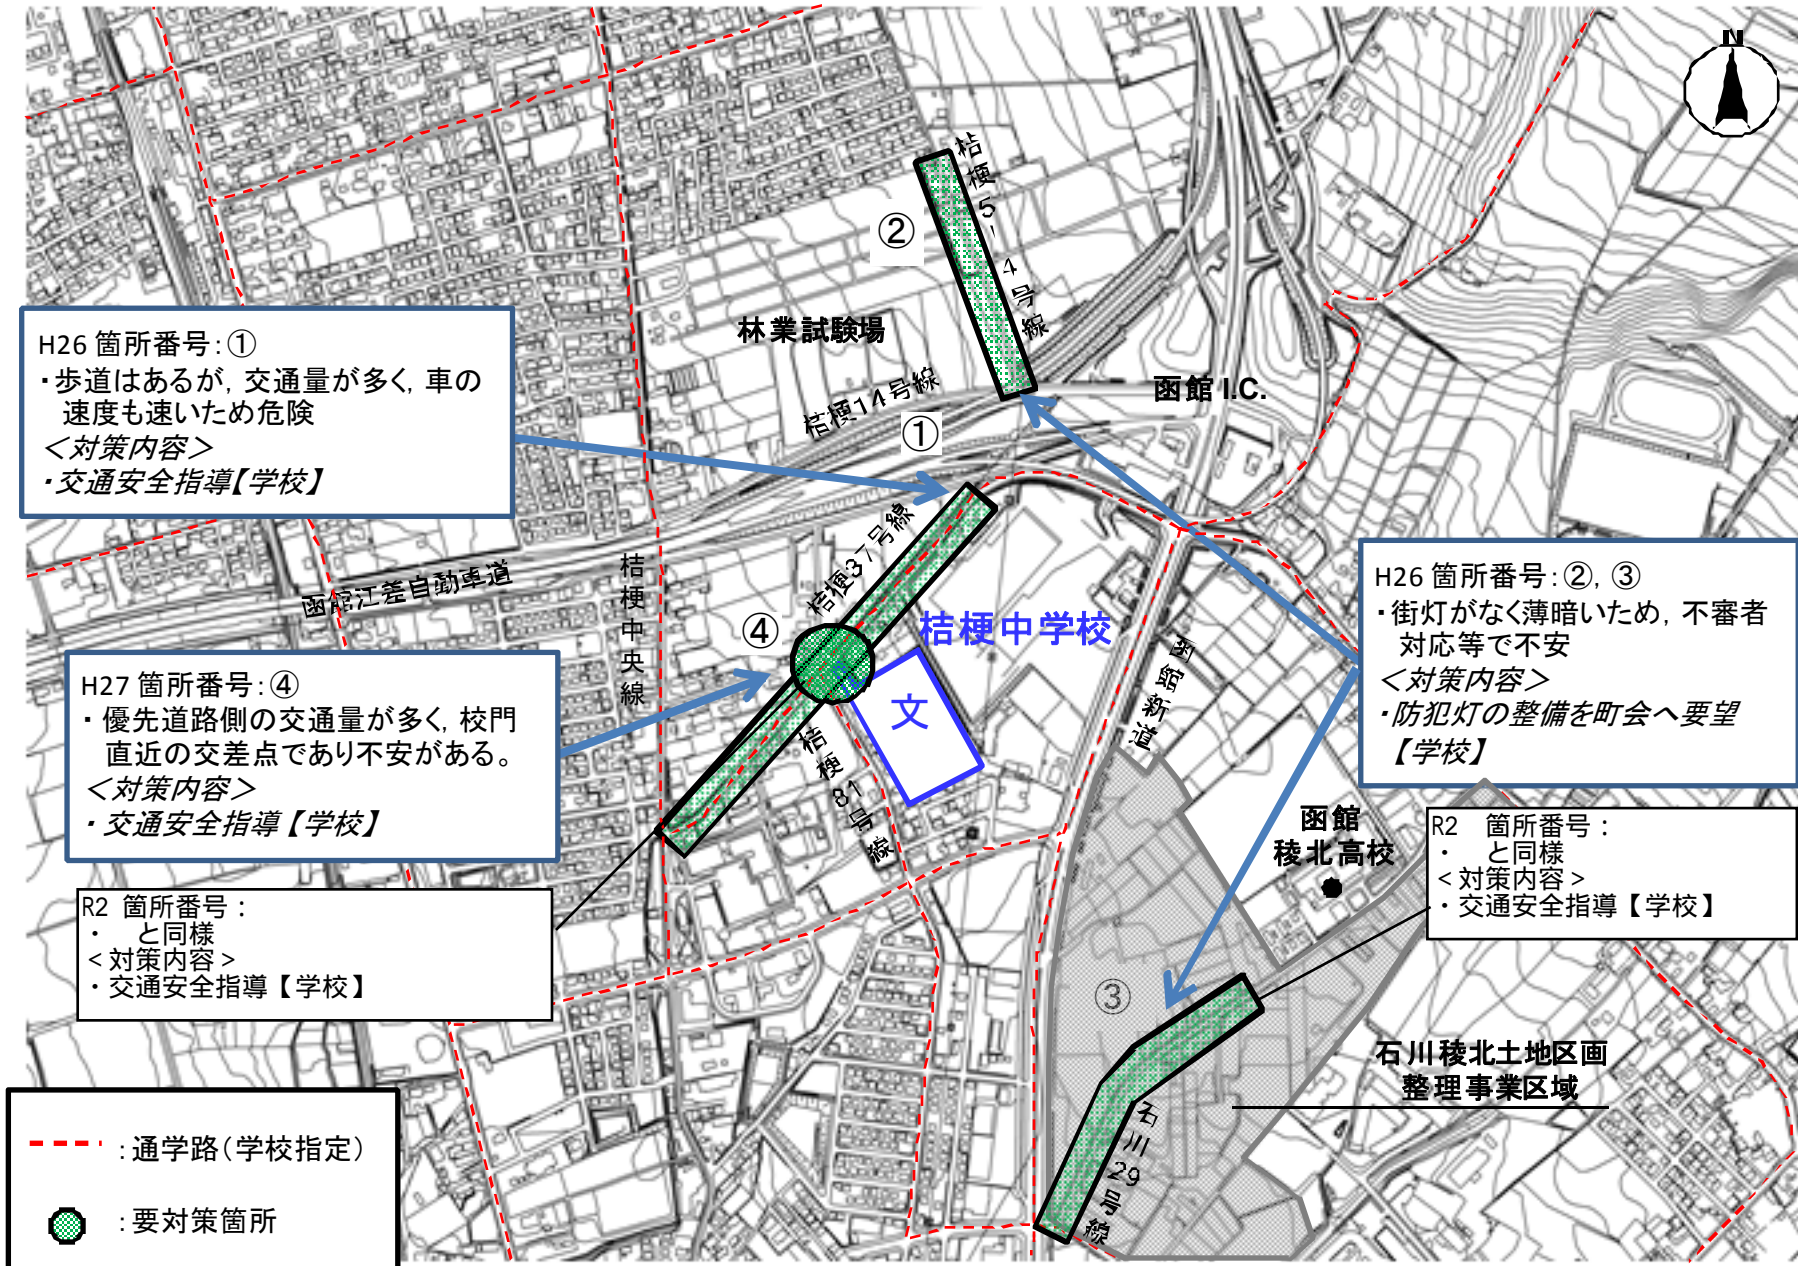 N
桔梗5-4号線
②
林業試験場
桔梗14号線
①
函館 I.C.
H26 箇所番号：①
・歩道はあるが，交通量が多く，車の
速度も速いため危険
＜対策内容＞
・交通安全指導【学校】
函館江差自動車道
桔梗中央線
桔梗37号線
④
桔梗中学校
文
函館新道
H26 箇所番号：②，③
・街灯がなく薄暗いため，不審者
対応等で不安
＜対策内容＞
・防犯灯の整備を町会へ要望
【学校】
H27 箇所番号：④
・優先道路側の交通量が多く，校門
直近の交差点であり不安がある。
＜対策内容＞
・交通安全指導【学校】
桔梗81号線
函館
稜北高校
R2　箇所番号：
・　と同様
＜対策内容＞
・交通安全指導【学校】
R2 箇所番号：
・　と同様
＜対策内容＞
・交通安全指導【学校】
③
石川稜北土地区画
整理事業区域
石川29号線
：通学路（学校指定）
：要対策箇所